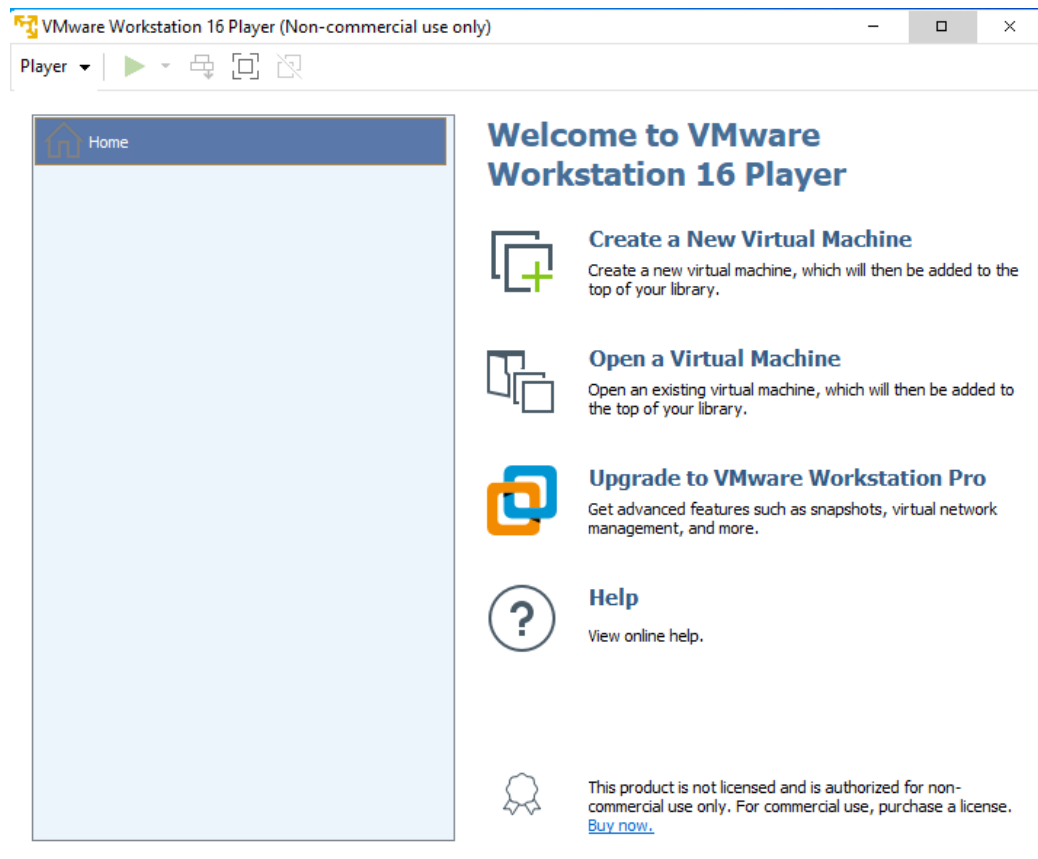 VMware Workstation 16 Player (Non-commercial use only)
Player
Home
Welcome to VMware
Workstation 16 Player
Create a New Virtual Machine
Create a new virtual machine, which will then be added to the
top of your library.
Open a Virtual Machine
Open an existing virtual machine, which will then be added to
the top of your library.
Upgrade to VMware Workstation Pro
Get advanced features such as snapshots, virtual network
management, and more.
Help
View online help.
This product is not licensed and is authorized for non-
commercial use only. For commercial use, purchase a license.
Buy now.